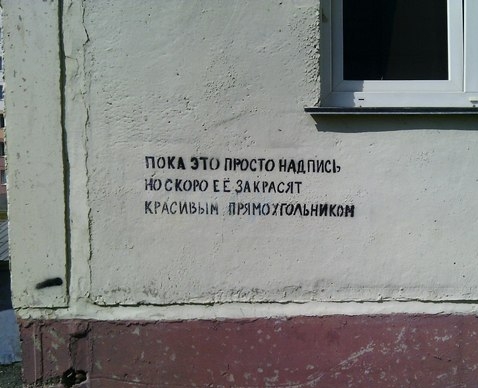 ПОКА ЭТО ПРОСТО НАДПИСЬ
НО СКОРО ЕЁ ЗАКРАСЯТ
КРАСИВЫМ ПРЯМОУГОЛЬНИКОМ